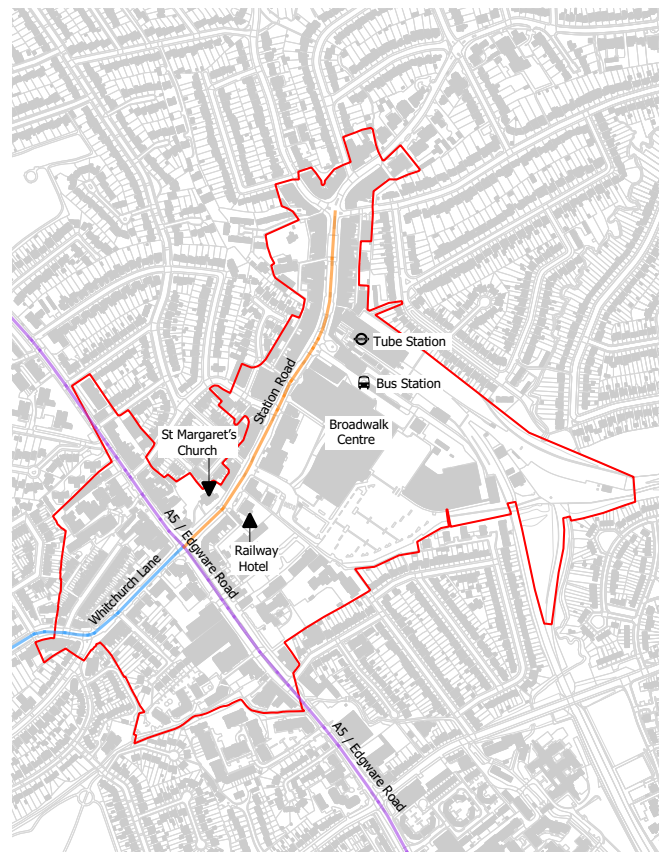 Tube Station
Bus Station
Station Road
Broadwalk
Centre
St Margaret's
Church
A5 / Edgware Road
Railway
Hotel
Whitchurch Lane
A5 / Edgware Road